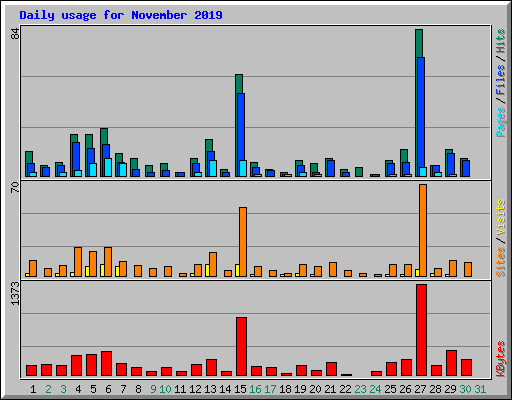 Daily usage for November 2019
84
Pages / Files / Hits
70
Sites / Visits
1373
KBytes
1 2 3 4 5 6 7 8 9 10 11 12 13 14 15 16 17 18 19 20 21 22 23 24 25 26 27 28 29 30 31